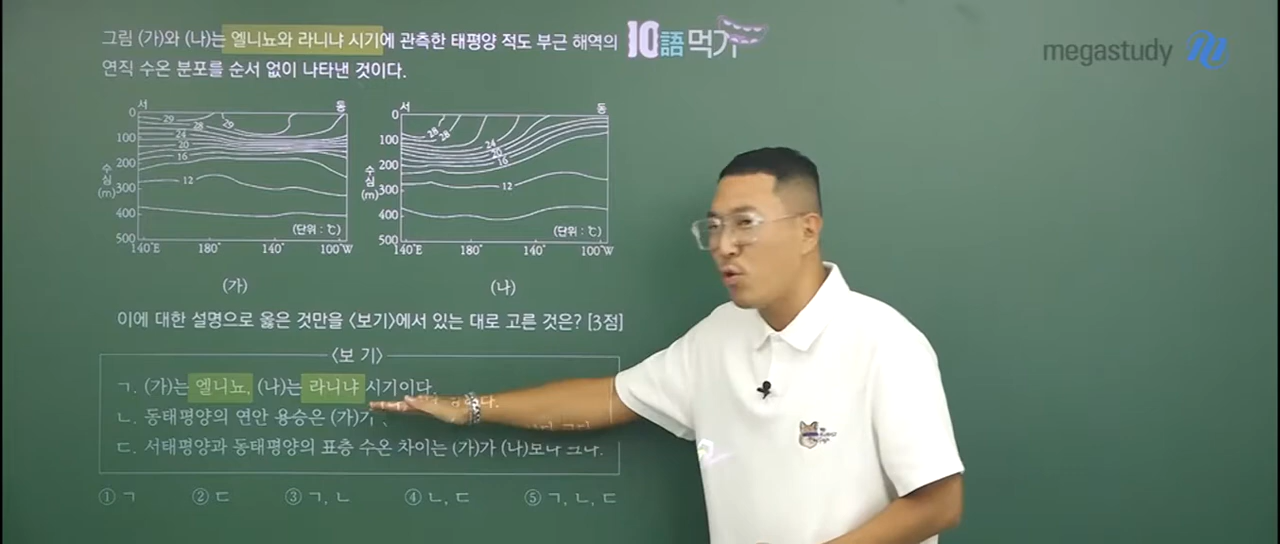 그림 (가)와 (나)는 엘니뇨와 라니냐 시기에 관측한 태평양 적도 부근 해역의
연직 수온 분포를 순서 없이 나타낸 것이다.
10語 먹기
megastudy
서 동
0
100
200
300
400
500
수심
(m)
29 28 29
24
20
16
12
(단위 : ℃)
140°E 180° 140° 100°W
(가)
서 동
0
100
200
300
400
500
수심
(m)
28 28
24
20
16
12
(단위 : ℃)
140°E 180° 140° 100°W
(나)
이에 대한 설명으로 옳은 것만을 <보기>에서 있는 대로 고른 것은? [3점]
<보 기>
ㄱ. (가)는 엘니뇨, (나)는 라니냐 시기이다.
ㄴ. 동태평양의 연안 용승은 (가)가
ㄷ. 서태평양과 동태평양의 표층 수온 차이는 (가)가 (나)보다 크다.
① ㄱ ② ㄷ ③ ㄱ, ㄴ ④ ㄴ, ㄷ ⑤ ㄱ, ㄴ, ㄷ